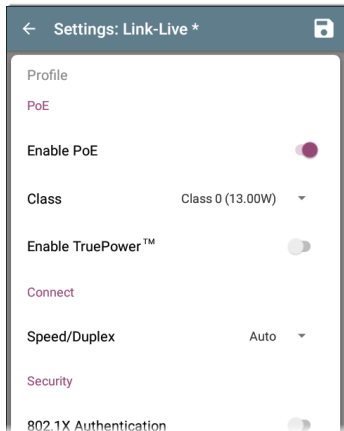 Settings: Link-Live *
Profile
PoE
Enable PoE
Class Class 0 (13.00W)
Enable TruePower™
Connect
Speed/Duplex Auto
Security
802.1X Authentication